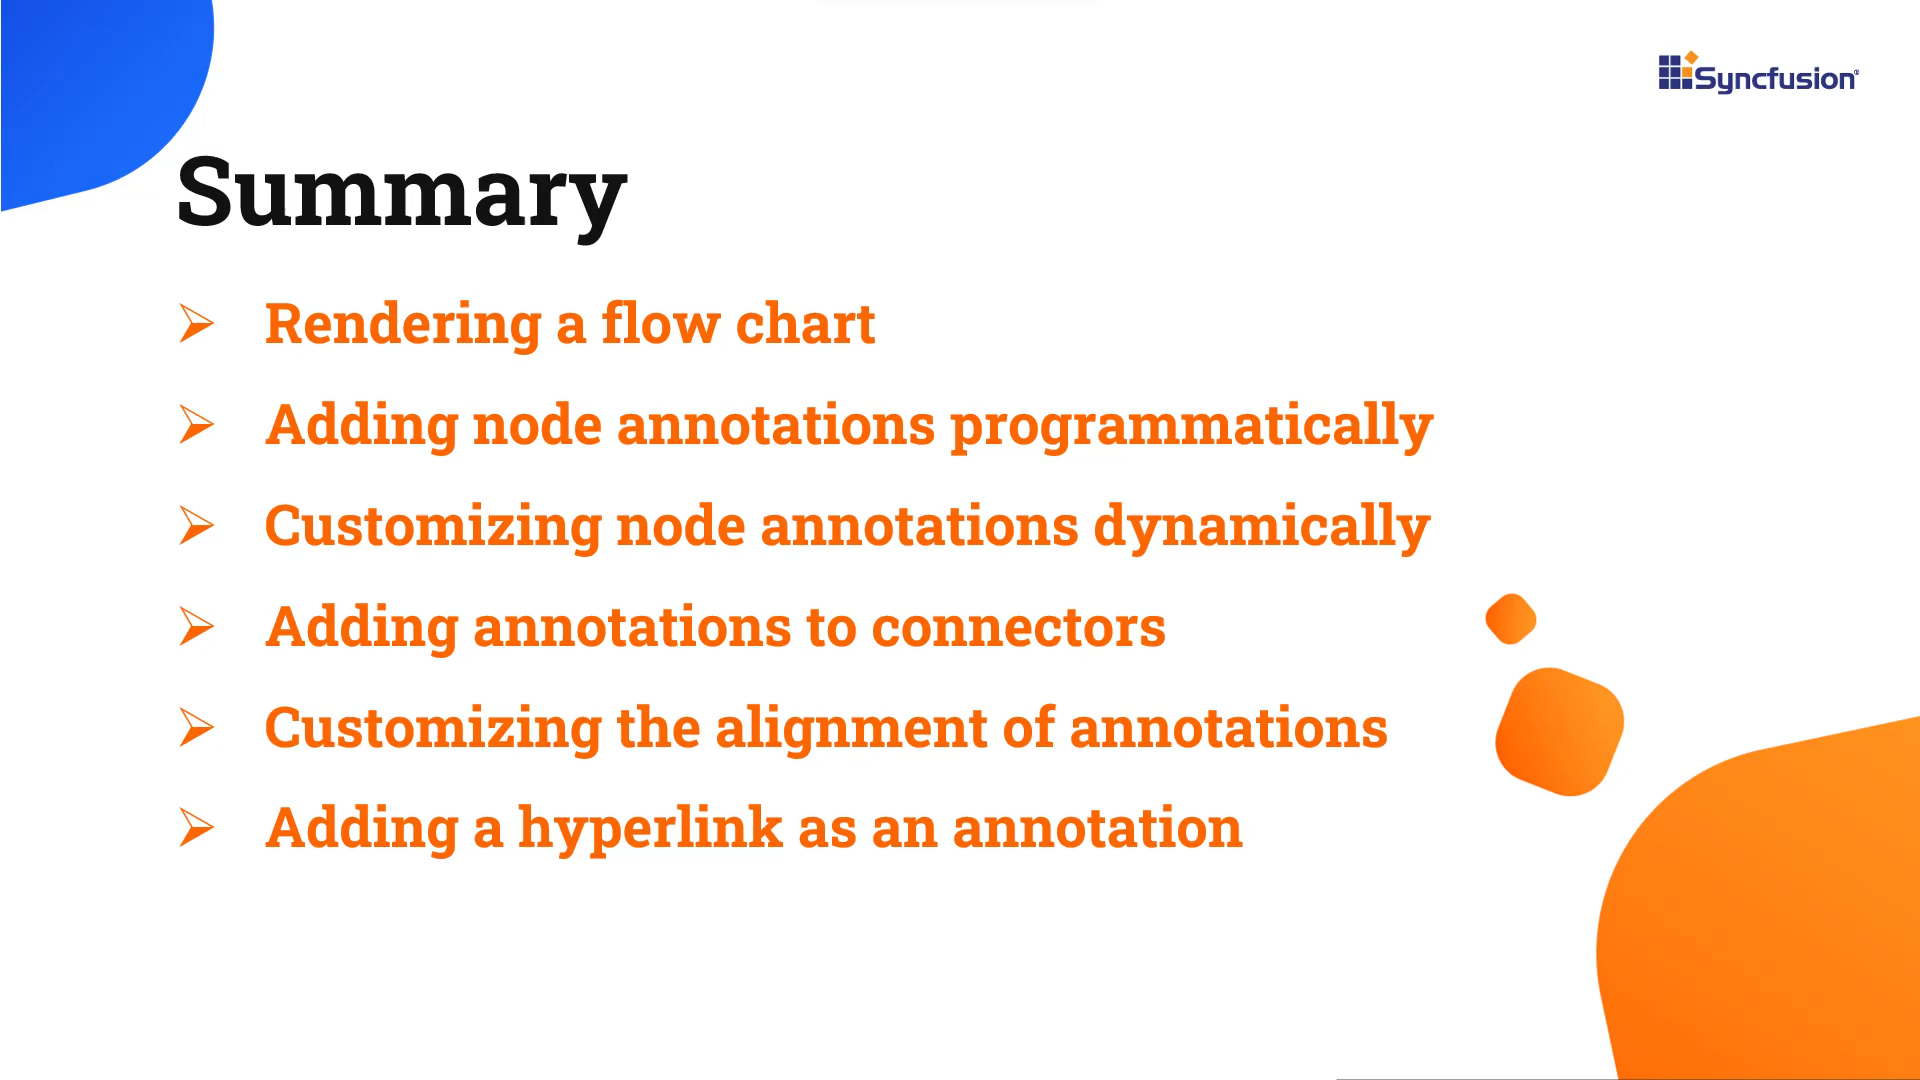 Syncfusion®
Summary
➢ Rendering a flow chart
➢ Adding node annotations programmatically
➢ Customizing node annotations dynamically
➢ Adding annotations to connectors
➢ Customizing the alignment of annotations
➢ Adding a hyperlink as an annotation